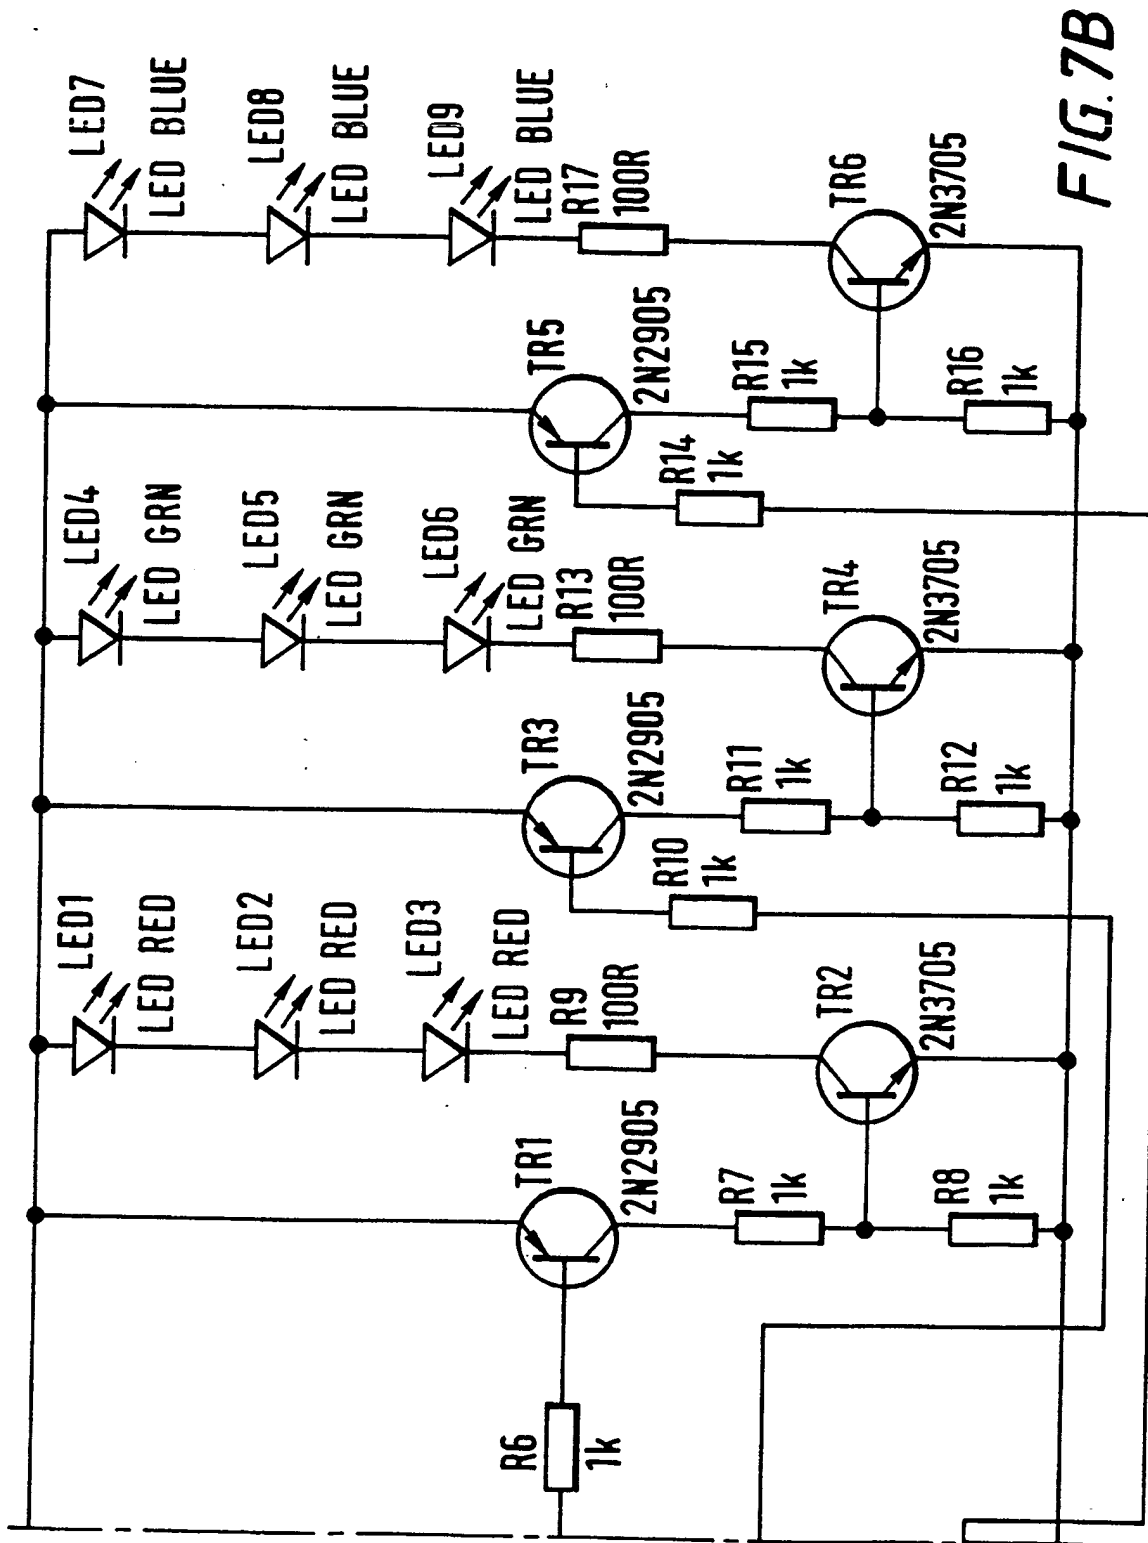 LED1
LED RED
LED2
LED RED
LED3
LED RED
R9
100R
TR1
2N2905
R6
1k
R7
1k
R8
1k
TR2
2N3705
LED4
LED GRN
LED5
LED GRN
LED6
LED GRN
R13
100R
TR3
2N2905
R10
1k
R11
1k
R12
1k
TR4
2N3705
LED7
LED BLUE
LED8
LED BLUE
LED9
LED BLUE
R17
100R
TR5
2N2905
R14
1k
R15
1k
R16
1k
TR6
2N3705
FIG. 7B